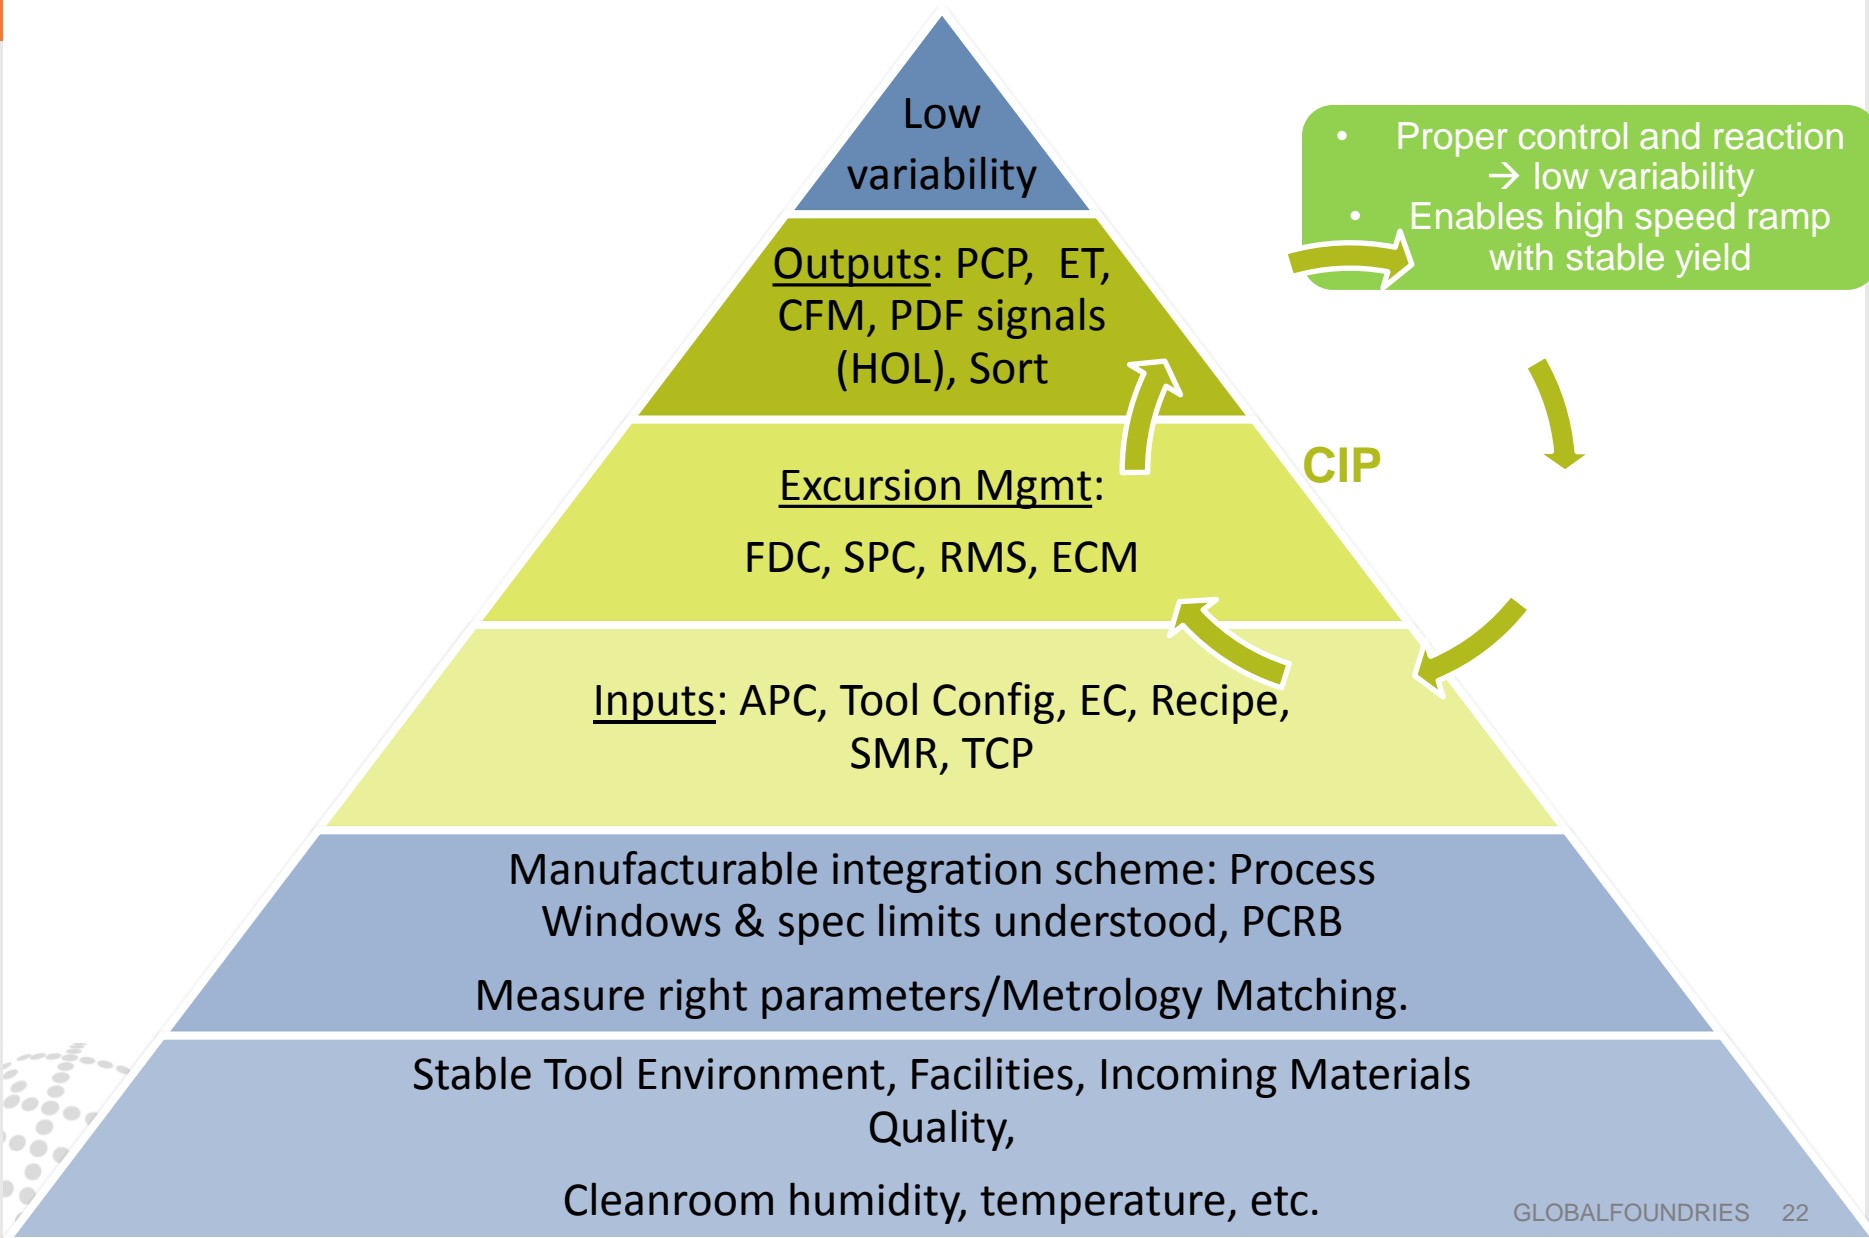 Low
variability
• Proper control and reaction
→ low variability
• Enables high speed ramp
with stable yield
Outputs: PCP, ET,
CFM, PDF signals
(HOL), Sort
CIP
Excursion Mgmt:
FDC, SPC, RMS, ECM
Inputs: APC, Tool Config, EC, Recipe,
SMR, TCP
Manufacturable integration scheme: Process
Windows & spec limits understood, PCRB
Measure right parameters/Metrology Matching.
Stable Tool Environment, Facilities, Incoming Materials
Quality,
Cleanroom humidity, temperature, etc.
GLOBALFOUNDRIES 22